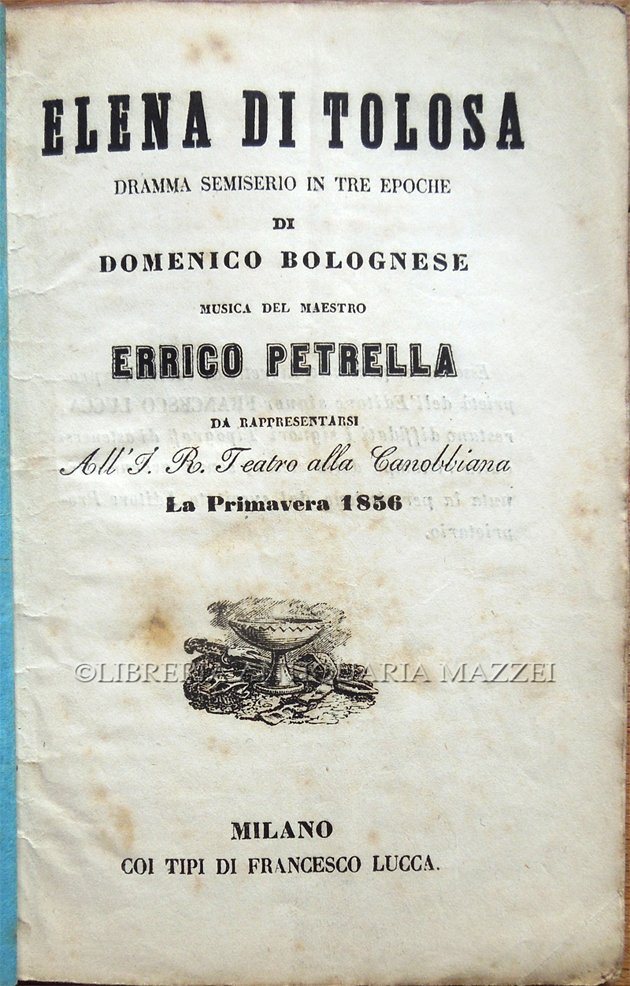 ELENA DI TOLOSA
DRAMMA SEMISERIO IN TRE EPOCHE
DI
DOMENICO BOLOGNESE
MUSICA DEL MAESTRO
ERRICO PETRELLA
DA RAPPRESENTARSI
All' I. R. Teatro alla Canobbiana
La Primavera 1856
©LIBRERIA ANTIQUARIA MAZZEI
MILANO
COI TIPI DI FRANCESCO LUCCA.